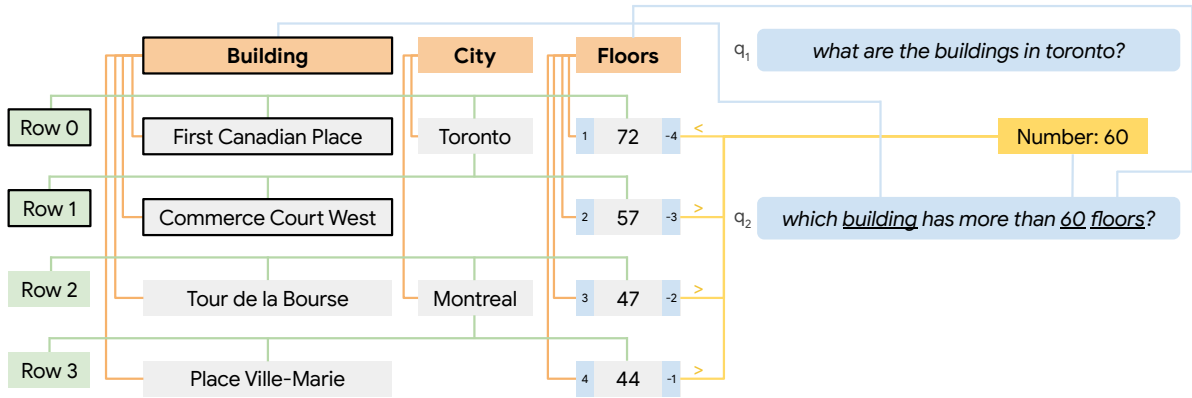 Building City Floors
q1 what are the buildings in toronto?
Row 0 First Canadian Place Toronto 1 72 -4 < Number: 60
Row 1 Commerce Court West 2 57 -3 >
q2 which building has more than 60 floors?
Row 2 Tour de la Bourse Montreal 3 47 -2 >
Row 3 Place Ville-Marie 4 44 -1 >